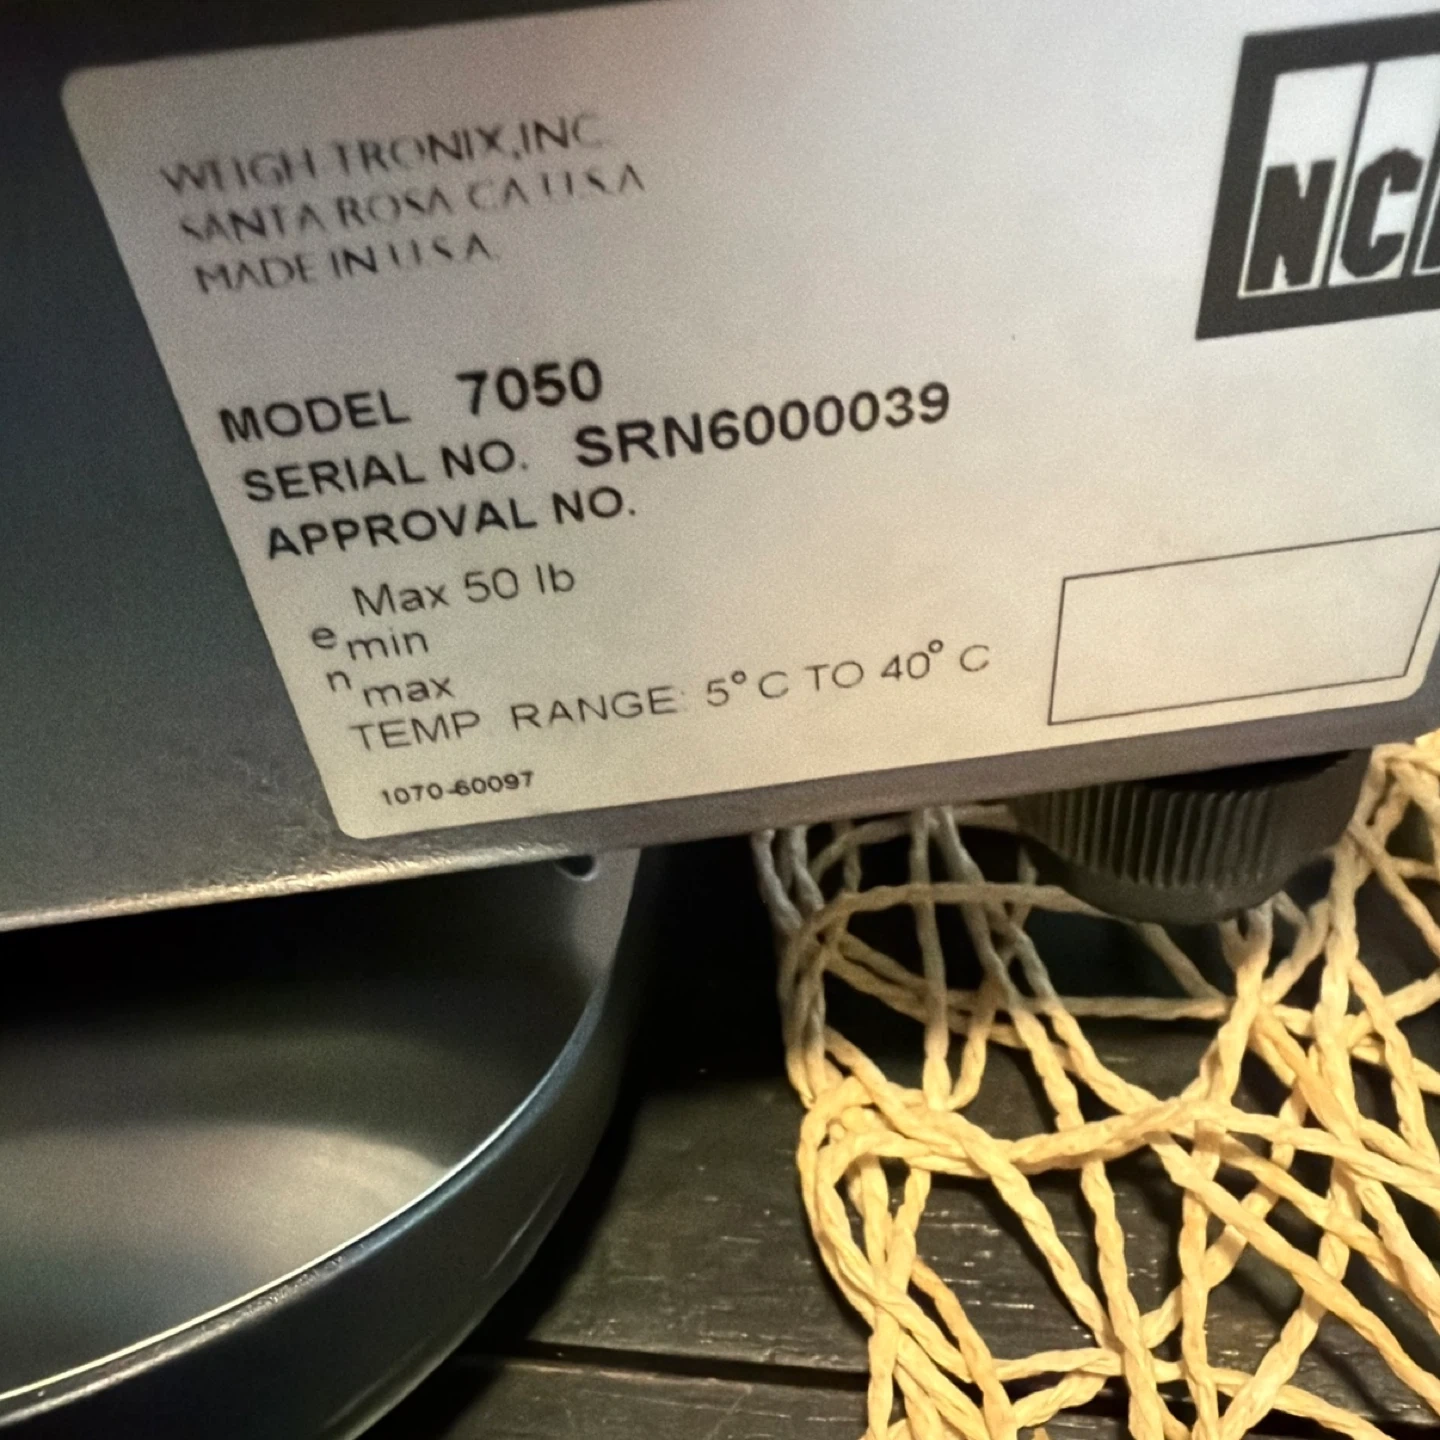 WEIGH-TRONIX, INC.
SANTA ROSA CA U.S.A
MADE IN U.S.A.
NC
MODEL 7050
SERIAL NO. SRN6000039
APPROVAL NO.
Max 50 lb
e min
n max
TEMP. RANGE: 5° C TO 40° C
1070-60097